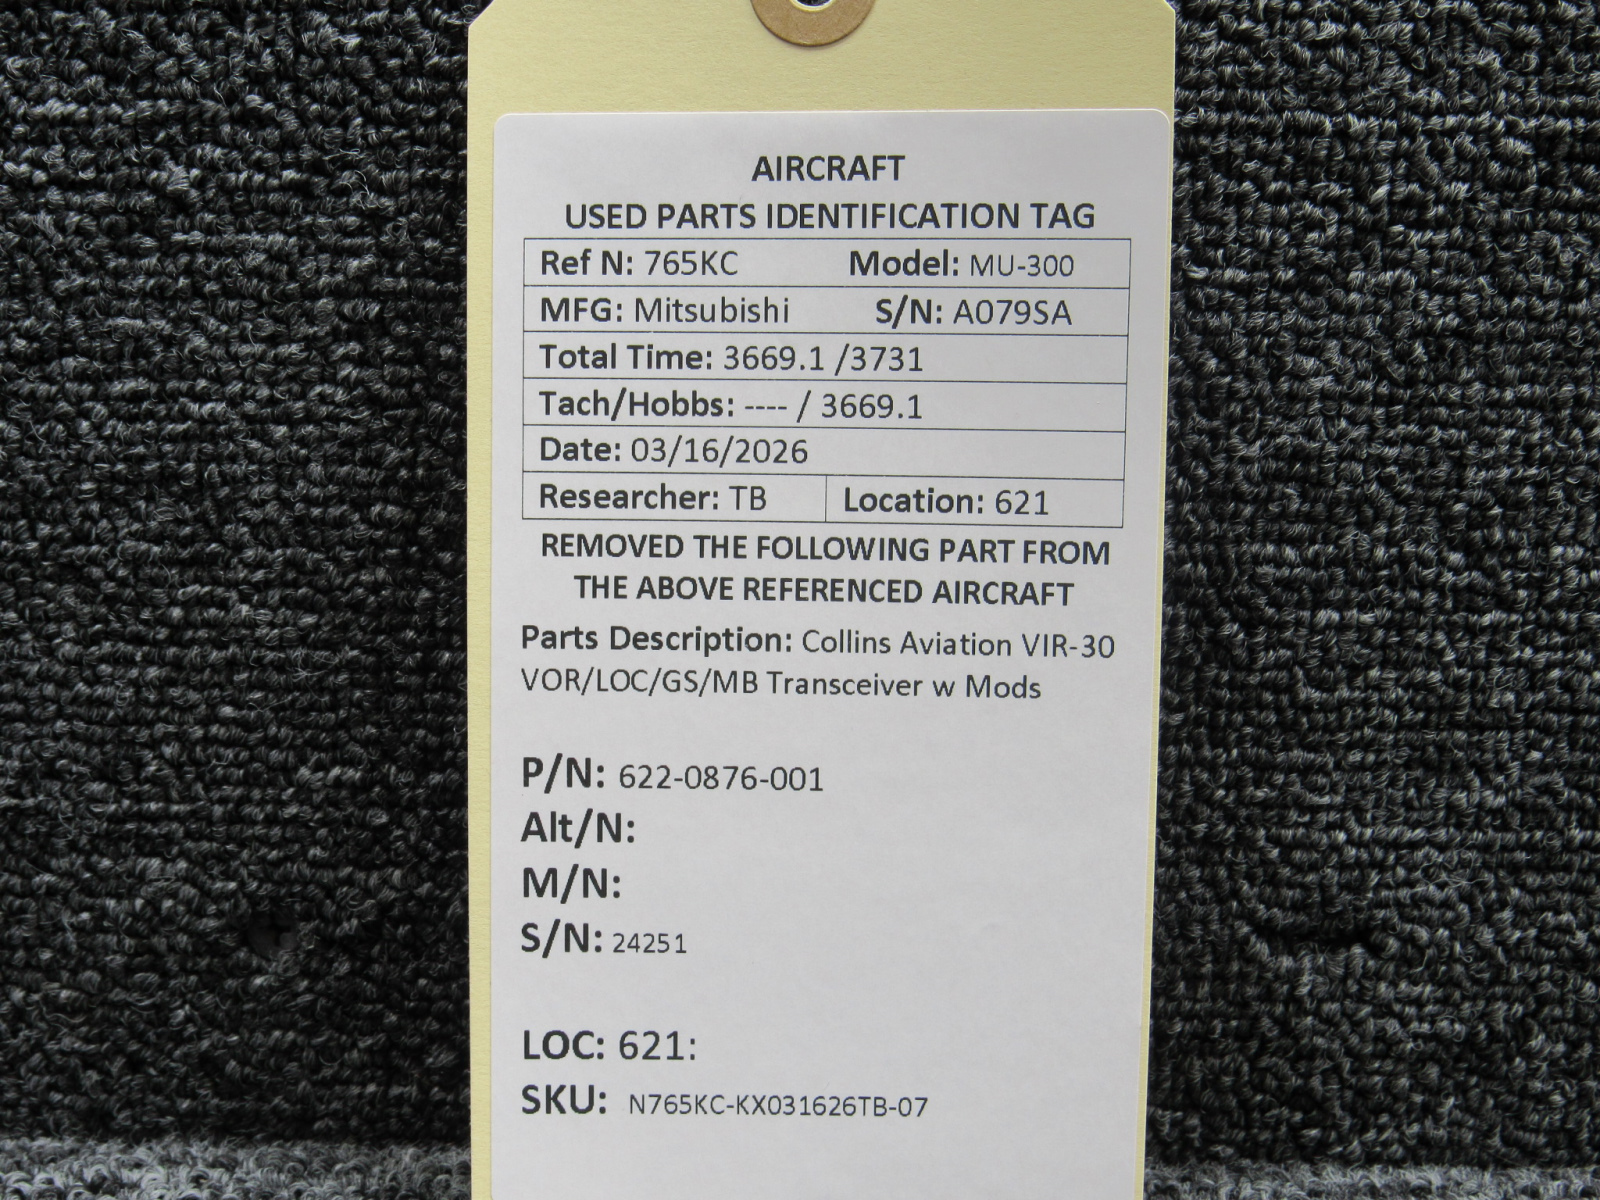 AIRCRAFT
USED PARTS IDENTIFICATION TAG
Ref N: 765KC Model: MU-300
MFG: Mitsubishi S/N: A079SA
Total Time: 3669.1 /3731
Tach/Hobbs: ---- / 3669.1
Date: 03/16/2026
Researcher: TB Location: 621
REMOVED THE FOLLOWING PART FROM
THE ABOVE REFERENCED AIRCRAFT
Parts Description: Collins Aviation VIR-30
VOR/LOC/GS/MB Transceiver w Mods
P/N: 622-0876-001
Alt/N:
M/N:
S/N: 24251
LOC: 621:
SKU: N765KC-KX031626TB-07